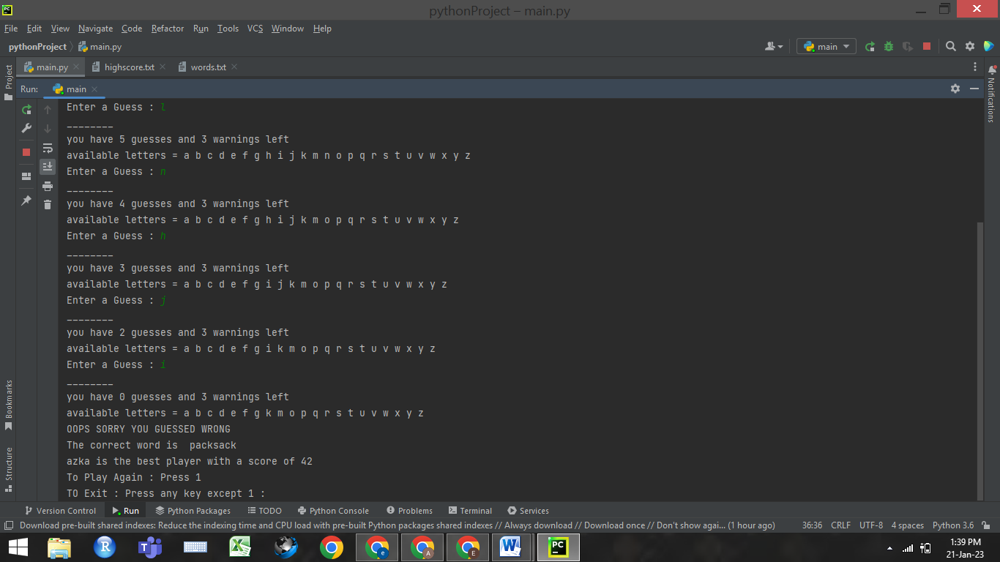 PC
pythonProject – main.py
File Edit View Navigate Code Refactor Run Tools VCS Window Help
pythonProject main.py
main
Project
main.py highscore.txt words.txt
Notifications
Run: main
Enter a Guess : l
________
you have 5 guesses and 3 warnings left
available letters = a b c d e f g h i j k m n o p q r s t u v w x y z
Enter a Guess : n
________
you have 4 guesses and 3 warnings left
available letters = a b c d e f g h i j k m o p q r s t u v w x y z
Enter a Guess : h
________
you have 3 guesses and 3 warnings left
available letters = a b c d e f g i j k m o p q r s t u v w x y z
Enter a Guess : j
________
you have 2 guesses and 3 warnings left
available letters = a b c d e f g i k m o p q r s t u v w x y z
Enter a Guess : i
________
you have 0 guesses and 3 warnings left
available letters = a b c d e f g k m o p q r s t u v w x y z
OOPS SORRY YOU GUESSED WRONG
The correct word is  packsack
azka is the best player with a score of 42
To Play Again : Press 1
TO Exit : Press any key except 1 :
Bookmarks
Structure
Version Control Run Python Packages TODO Python Console Problems Terminal Services
Download pre-built shared indexes: Reduce the indexing time and CPU load with pre-built Python packages shared indexes // Always download // Download once // Don't show agai... (1 hour ago) 36:36 CRLF UTF-8 4 spaces Python 3.6
R T X e A E W PC
1:39 PM
21-Jan-23